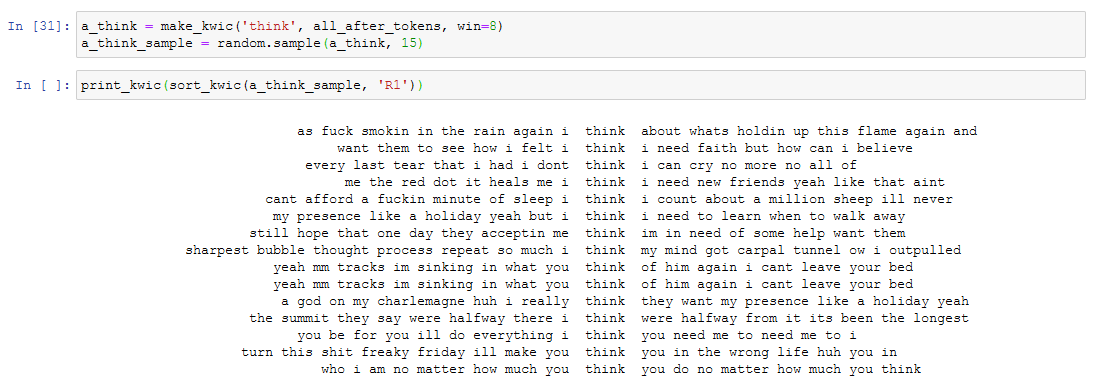 In [31]: a_think = make_kwic('think', all_after_tokens, win=8)
a_think_sample = random.sample(a_think, 15)
In [ ]: print_kwic(sort_kwic(a_think_sample, 'R1'))
as fuck smokin in the rain again i think about whats holdin up this flame again and
want them to see how i felt i think i need faith but how can i believe
every last tear that i had i dont think i can cry no more no all of
me the red dot it heals me i think i need new friends yeah like that aint
cant afford a fuckin minute of sleep i think i count about a million sheep ill never
my presence like a holiday yeah but i think i need to learn when to walk away
still hope that one day they acceptin me think im in need of some help want them
sharpest bubble thought process repeat so much i think my mind got carpal tunnel ow i outpulled
yeah mm tracks im sinking in what you think of him again i cant leave your bed
yeah mm tracks im sinking in what you think of him again i cant leave your bed
a god on my charlemagne huh i really think they want my presence like a holiday yeah
the summit they say were halfway there i think were halfway from it its been the longest
you be for you ill do everything i think you need me to need me to i
turn this shit freaky friday ill make you think you in the wrong life huh you in
who i am no matter how much you think you do no matter how much you think